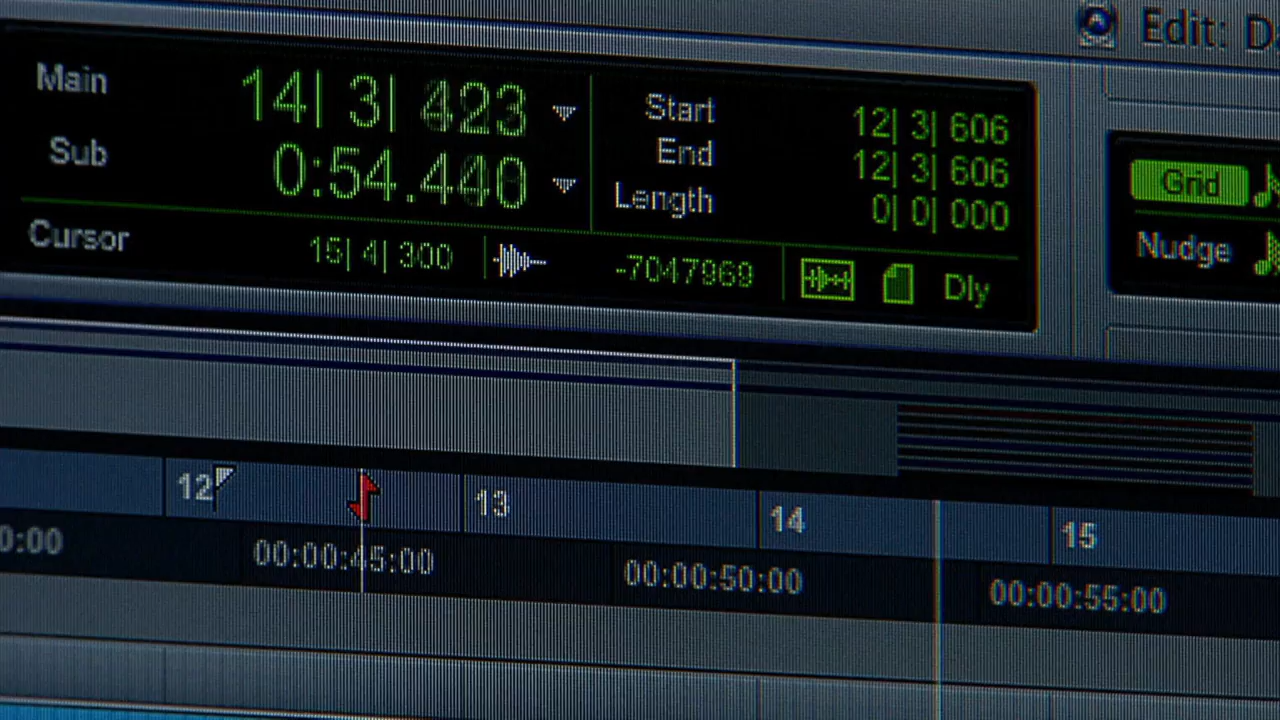 Edit:
Main 14| 3| 423
Sub 0:54.440
Start 12| 3| 606
End 12| 3| 606
Length 0| 0| 000
Cursor 15| 4| 300 -7047969 Dly
Grid
Nudge
12 13 14 15
0:00 00:00:45:00 00:00:50:00 00:00:55:00